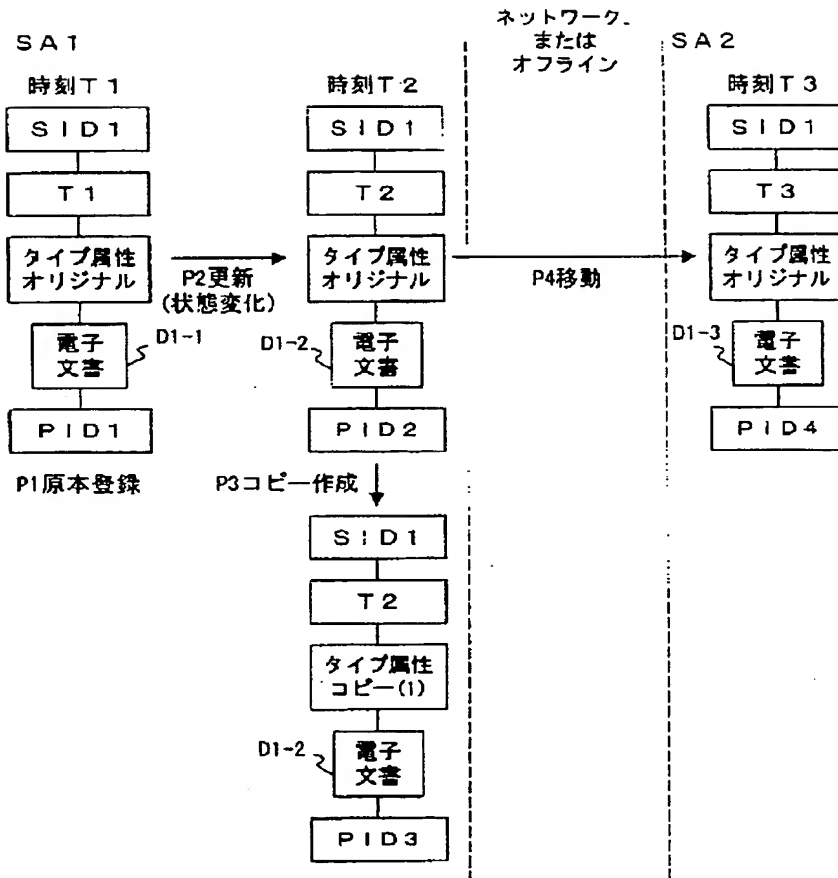 SA1
ネットワーク、
または
オフライン
SA2
時刻T1
SID1
T1
タイプ属性
オリジナル
電子
文書
D1-1
PID1
P1原本登録
P2更新
(状態変化)
時刻T2
SID1
T2
タイプ属性
オリジナル
D1-2
電子
文書
PID2
P3コピー作成
SID1
T2
タイプ属性
コピー(1)
D1-2
電子
文書
PID3
P4移動
時刻T3
SID1
T3
タイプ属性
オリジナル
D1-3
電子
文書
PID4